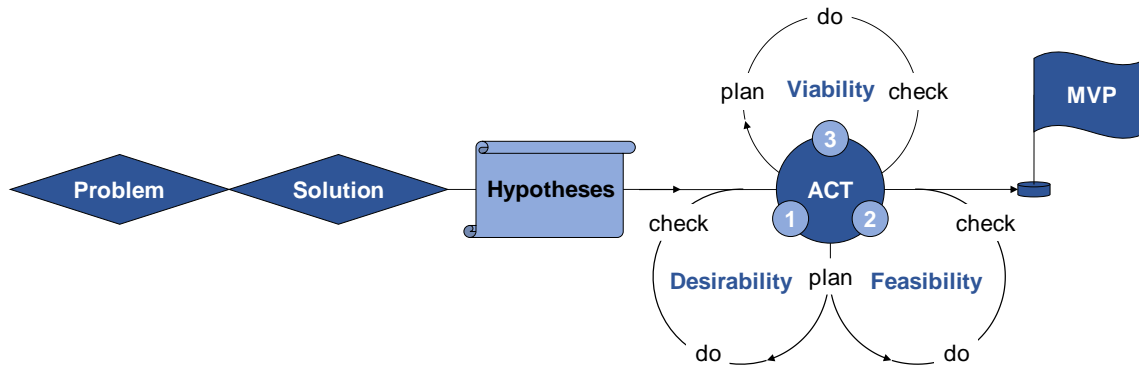 do
plan
Viability
check
MVP
3
Problem
Solution
Hypotheses
ACT
1
2
check
check
Desirability
plan
Feasibility
do
do